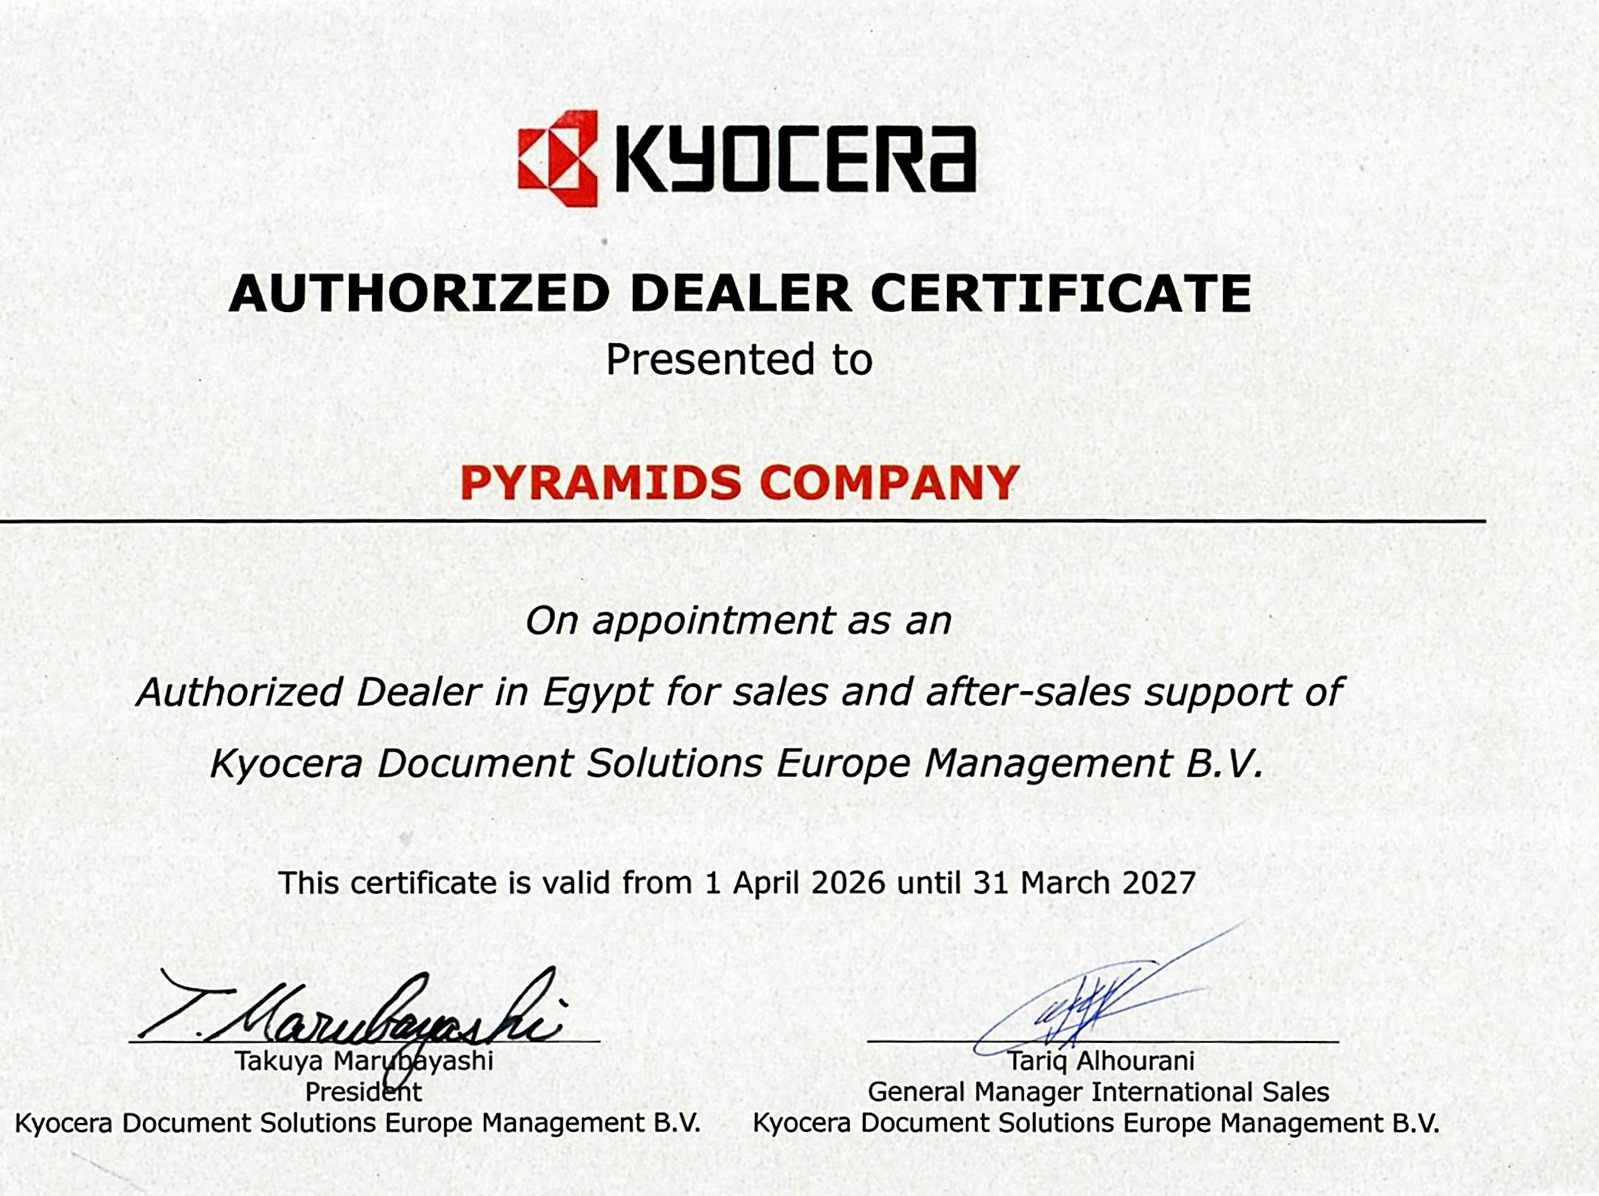 KYOCERA
AUTHORIZED DEALER CERTIFICATE
Presented to
PYRAMIDS COMPANY
On appointment as an
Authorized Dealer in Egypt for sales and after-sales support of
Kyocera Document Solutions Europe Management B.V.
This certificate is valid from 1 April 2026 until 31 March 2027
T. Marubayashi
Takuya Marubayashi
President
Kyocera Document Solutions Europe Management B.V.
Tariq Alhourani
General Manager International Sales
Kyocera Document Solutions Europe Management B.V.